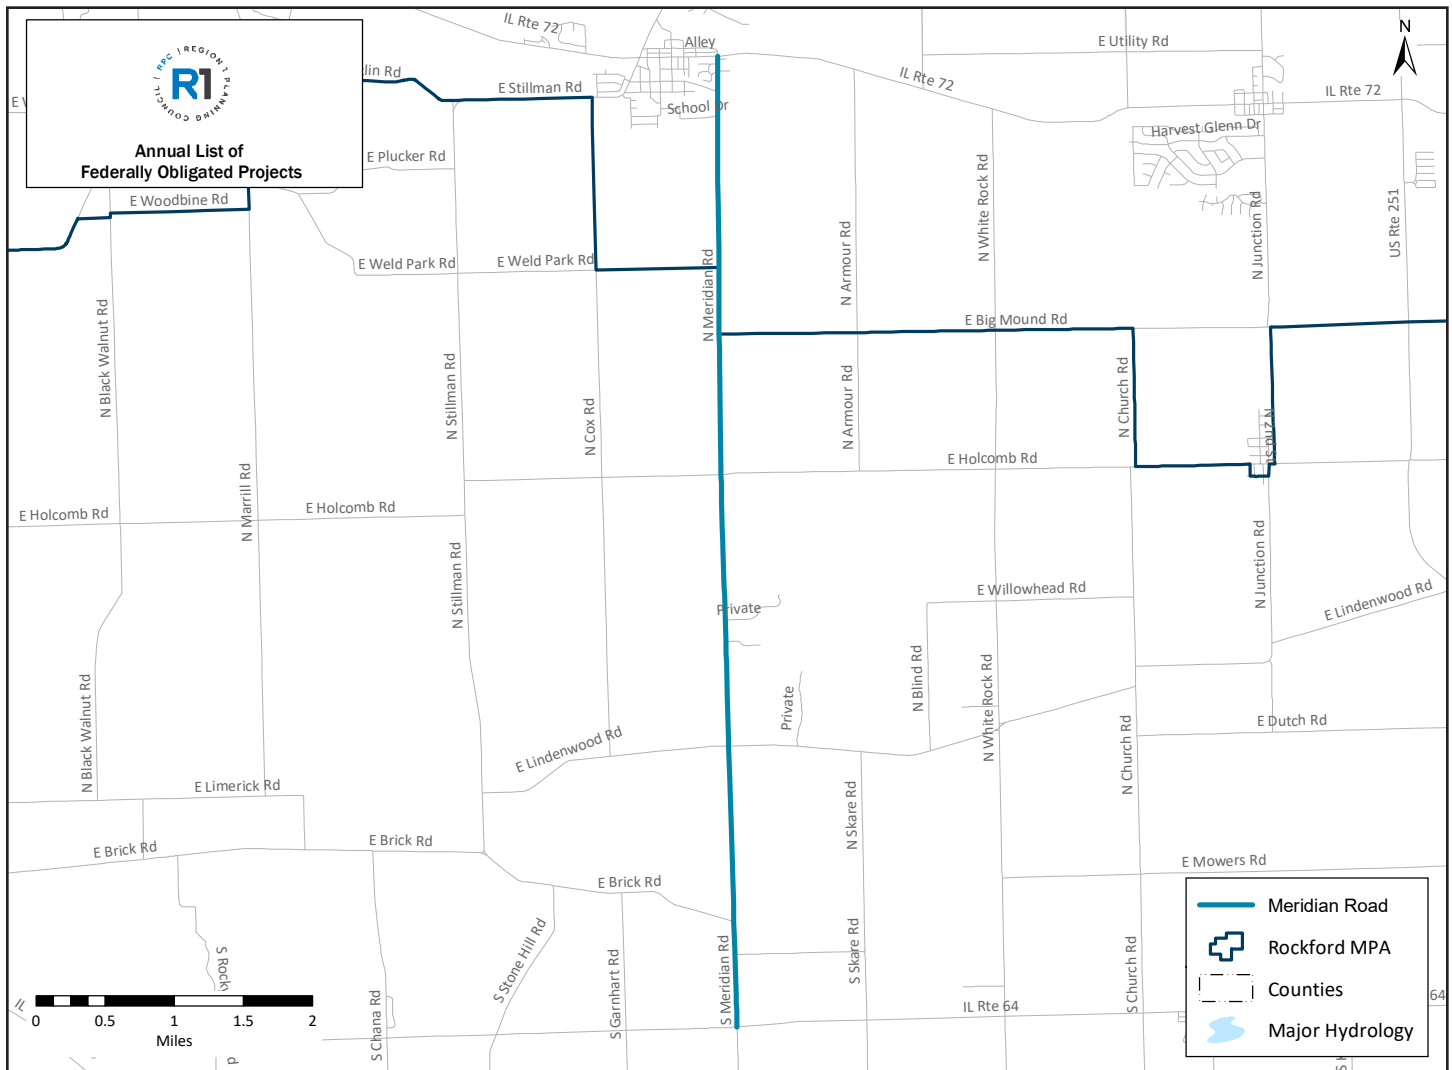 RPC | REGION 1 PLANNING COUNCIL |
R1
Annual List of
Federally Obligated Projects
IL Rte 72
Alley
E Utility Rd
N
lin Rd
E Stillman Rd
IL Rte 72
IL Rte 72
School Dr
Harvest Glenn Dr
E Plucker Rd
E Woodbine Rd
N White Rock Rd
N Junction Rd
US Rte 251
N Armour Rd
E Weld Park Rd
E Weld Park Rd
N Meridian Rd
N Black Walnut Rd
E Big Mound Rd
N Stillman Rd
N Cox Rd
N Armour Rd
N Church Rd
N 2nd St
E Holcomb Rd
N Marrill Rd
E Holcomb Rd
E Holcomb Rd
N Stillman Rd
N Junction Rd
E Willowhead Rd
E Lindenwood Rd
Private
N Blind Rd
N White Rock Rd
Private
N Black Walnut Rd
E Lindenwood Rd
N Church Rd
E Dutch Rd
E Limerick Rd
N Skare Rd
E Brick Rd
E Brick Rd
E Brick Rd
E Mowers Rd
S Stone Hill Rd
S Garnhart Rd
S Meridian Rd
S Skare Rd
S Church Rd
S Rock
S Chana Rd
IL Rte 64
64
IL
d
Meridian Road
Rockford MPA
Counties
Major Hydrology
0 0.5 1 1.5 2
Miles